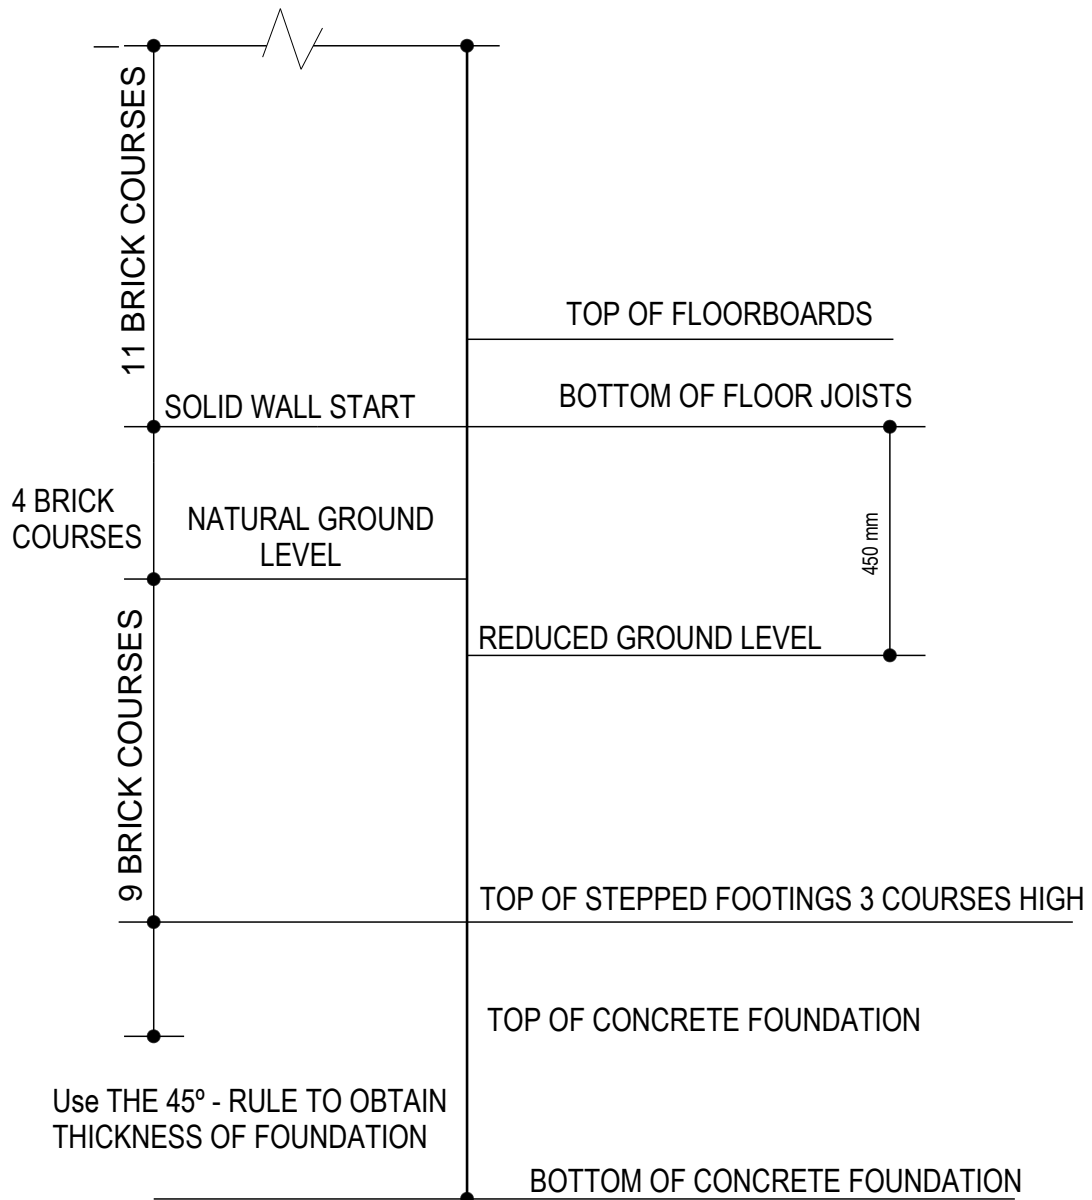 11 BRICK COURSES
TOP OF FLOORBOARDS
SOLID WALL START
BOTTOM OF FLOOR JOISTS
4 BRICK
COURSES
NATURAL GROUND
LEVEL
450 mm
REDUCED GROUND LEVEL
9 BRICK COURSES
TOP OF STEPPED FOOTINGS 3 COURSES HIGH
TOP OF CONCRETE FOUNDATION
Use THE 45º - RULE TO OBTAIN
THICKNESS OF FOUNDATION
BOTTOM OF CONCRETE FOUNDATION